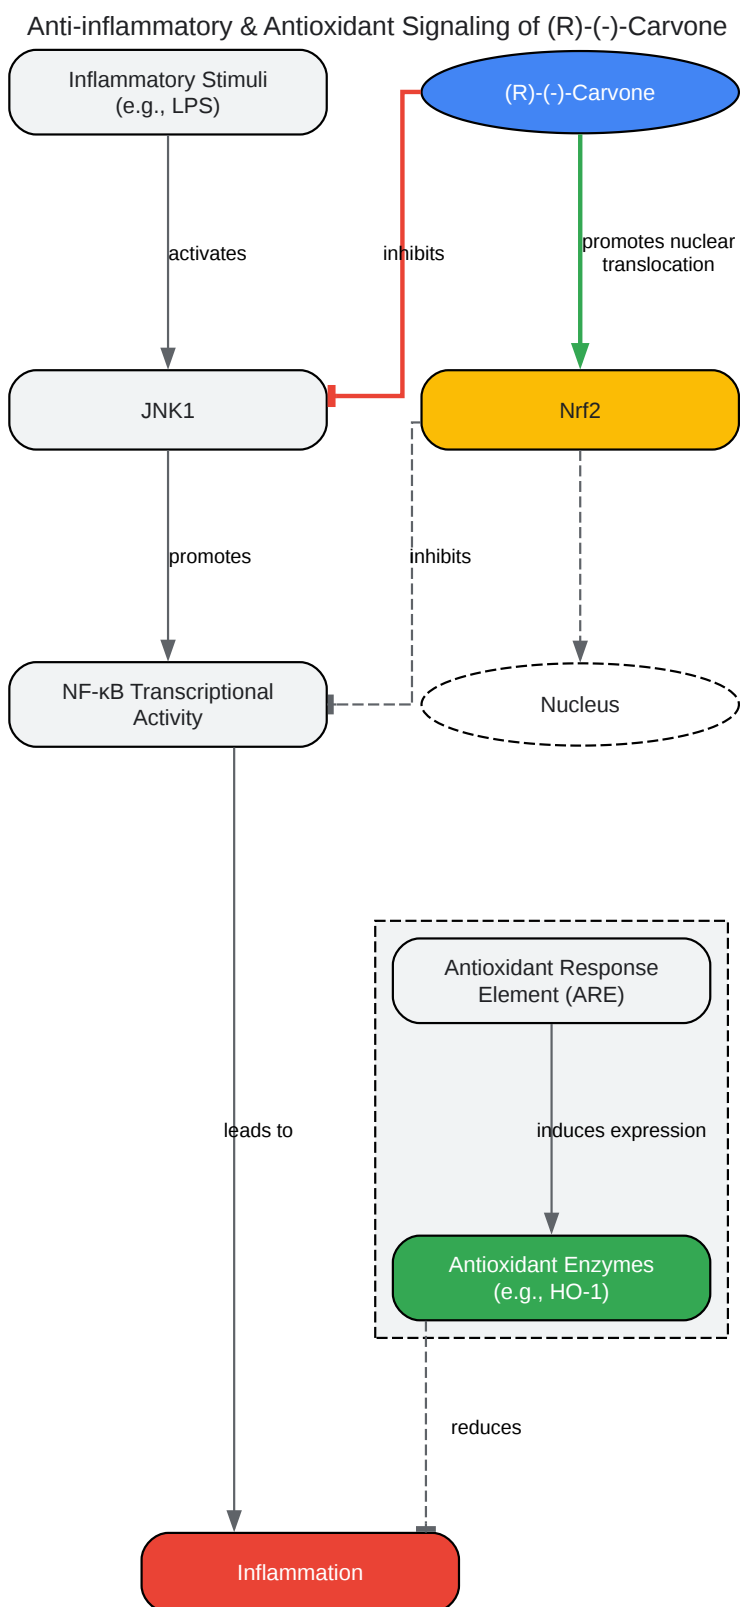 Anti-inflammatory & Antioxidant Signaling of (R)-(-)-Carvone
Inflammatory Stimuli
(e.g., LPS)
(R)-(-)-Carvone
activates
inhibits
promotes nuclear
translocation
JNK1
Nrf2
promotes
inhibits
NF-κB Transcriptional
Activity
Nucleus
Antioxidant Response
Element (ARE)
leads to
induces expression
Antioxidant Enzymes
(e.g., HO-1)
reduces
Inflammation